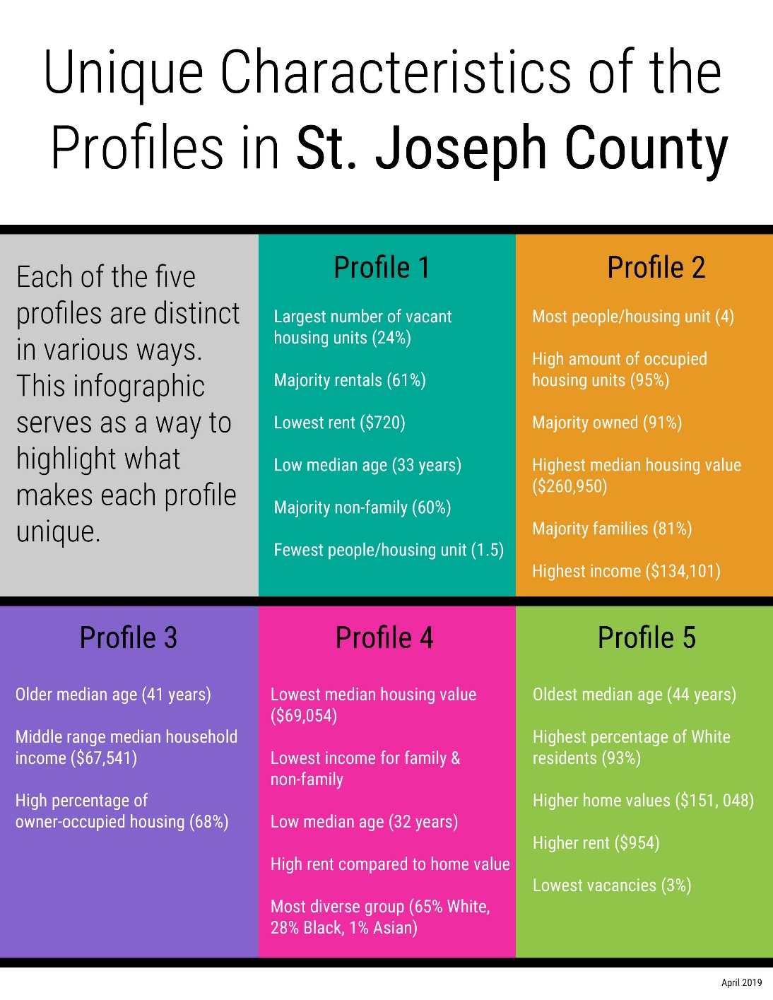 Unique Characteristics of the
Profiles in St. Joseph County
Each of the five
profiles are distinct
in various ways.
This infographic
serves as a way to
highlight what
makes each profile
unique.
Profile 1
Largest number of vacant
housing units (24%)
Majority rentals (61%)
Lowest rent ($720)
Low median age (33 years)
Majority non-family (60%)
Fewest people/housing unit (1.5)
Profile 2
Most people/housing unit (4)
High amount of occupied
housing units (95%)
Majority owned (91%)
Highest median housing value
($260,950)
Majority families (81%)
Highest income ($134,101)
Profile 3
Older median age (41 years)
Middle range median household
income ($67,541)
High percentage of
owner-occupied housing (68%)
Profile 4
Lowest median housing value
($69,054)
Lowest income for family &
non-family
Low median age (32 years)
High rent compared to home value
Most diverse group (65% White,
28% Black, 1% Asian)
Profile 5
Oldest median age (44 years)
Highest percentage of White
residents (93%)
Higher home values ($151, 048)
Higher rent ($954)
Lowest vacancies (3%)
April 2019